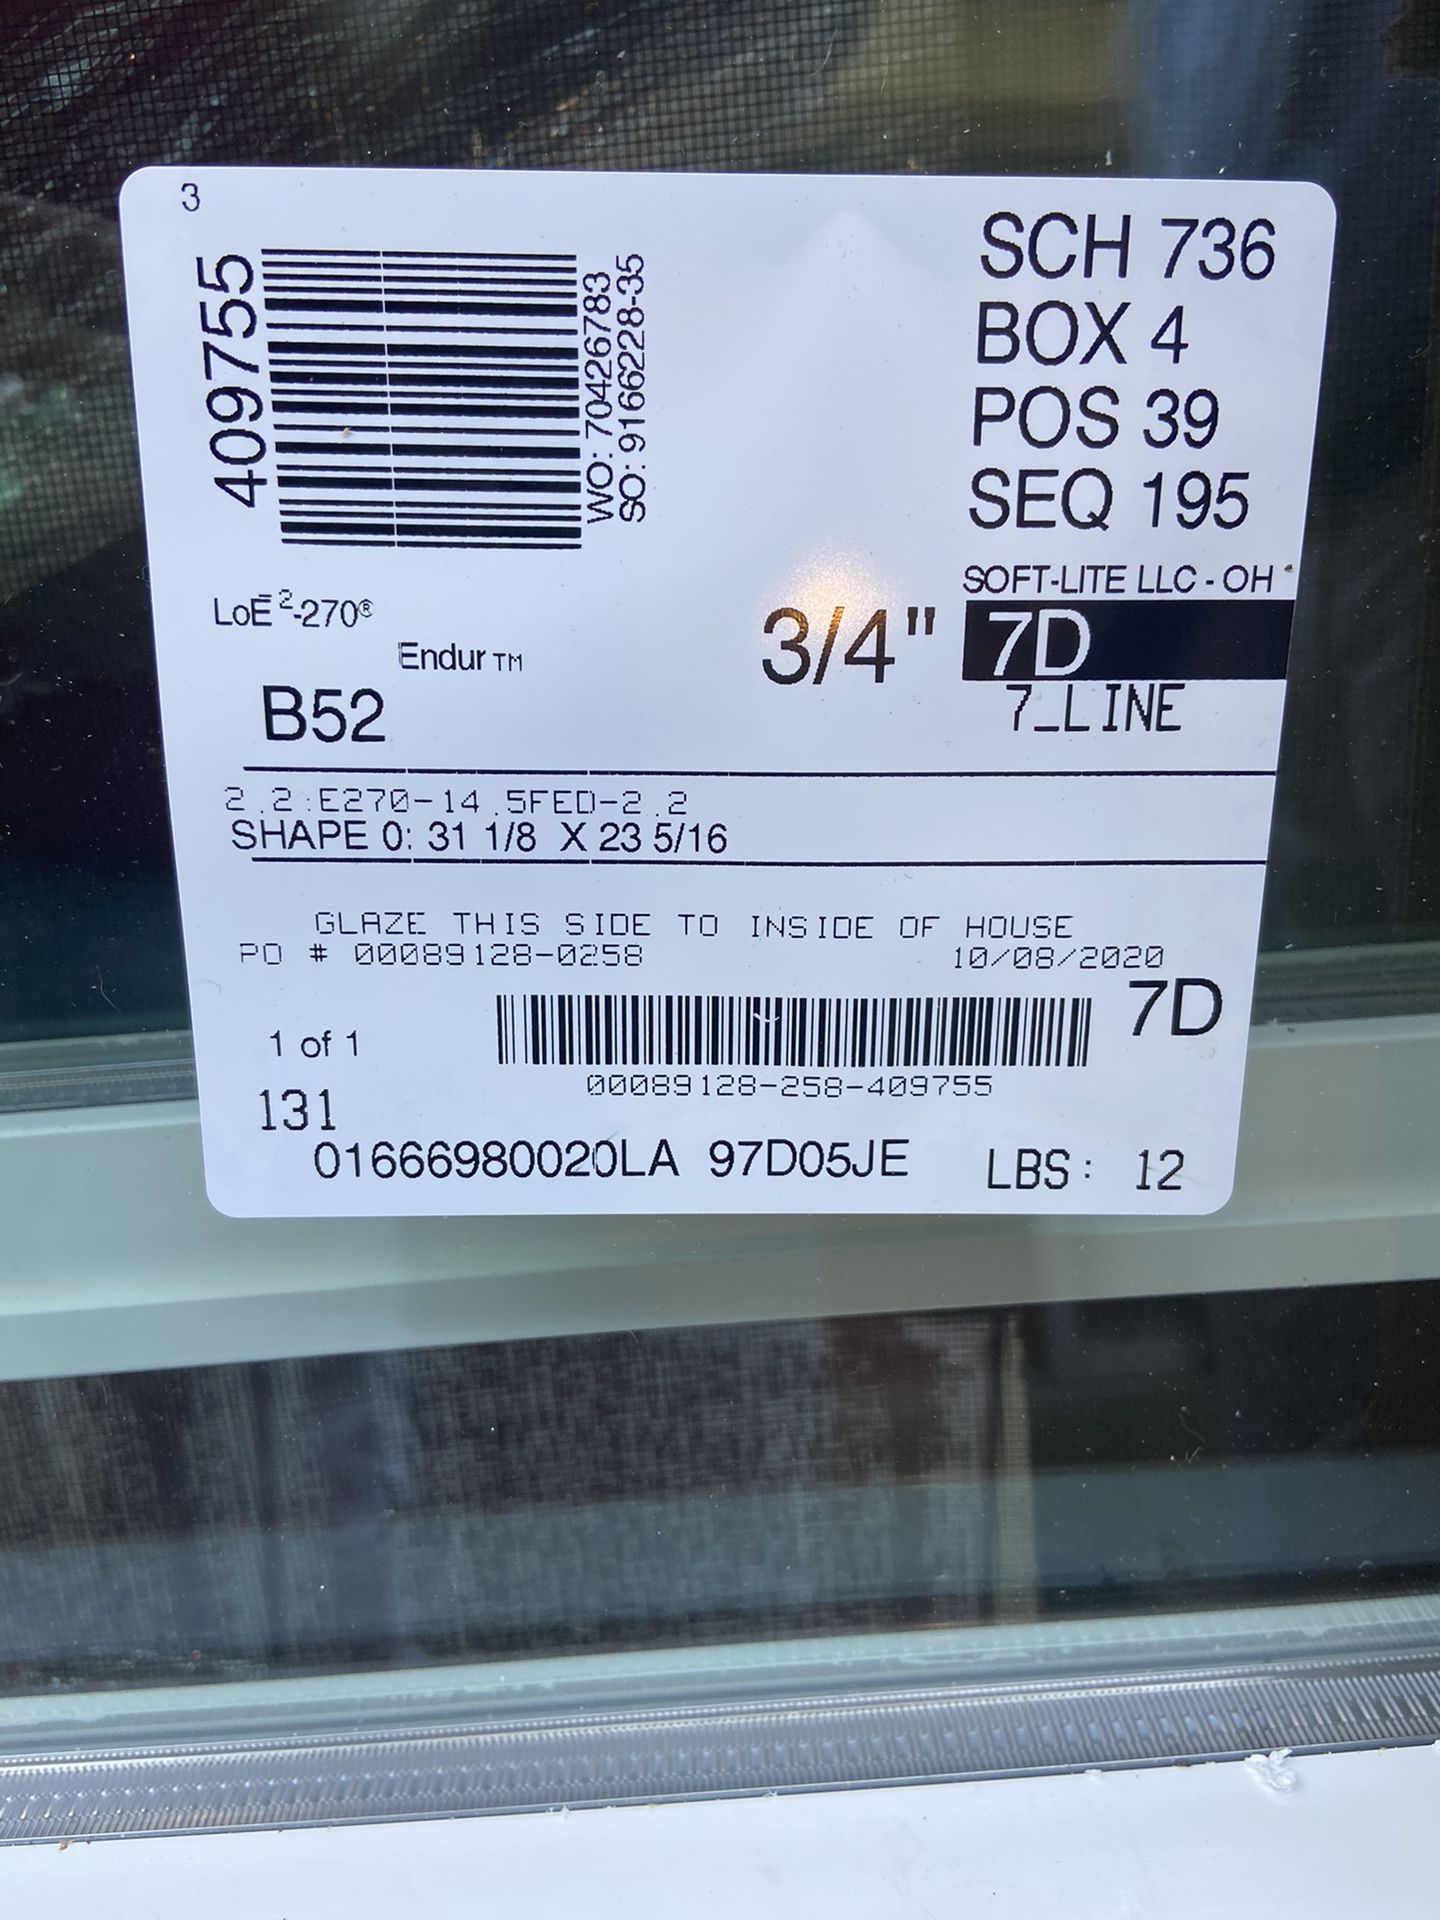 3
409755
WO: 70426783
SO: 9166228-35
SCH 736
BOX 4
POS 39
SEQ 195
SOFT-LITE LLC - OH
LoĒ²-270®
Endur TM
3/4" 7D
B52
7_LINE
2.2:E270-14.5FED-2.2
SHAPE 0: 31 1/8 X 23 5/16
GLAZE THIS SIDE TO INSIDE OF HOUSE
PO # 00089128-0258 10/08/2020
7D
1 of 1
00089128-258-409755
131
01666980020LA 97D05JE LBS: 12